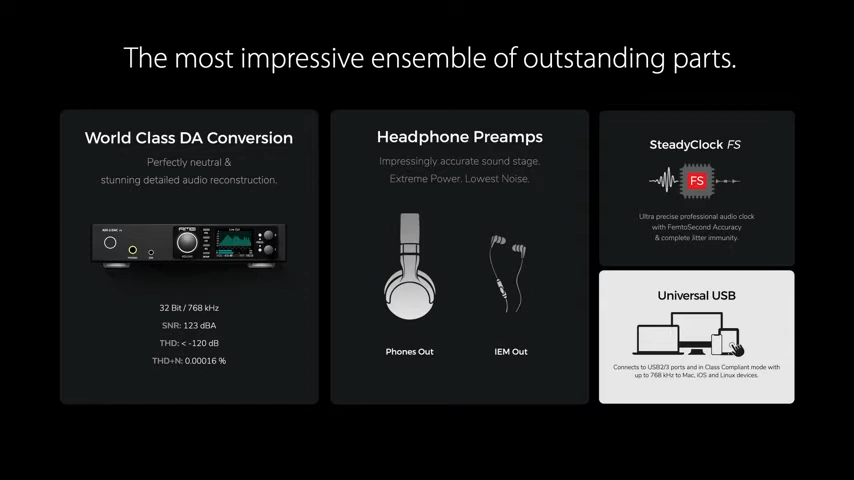 The most impressive ensemble of outstanding parts.
World Class DA Conversion
Perfectly neutral &
stunning detailed audio reconstruction.
RME
32 Bit / 768 kHz
SNR: 123 dBA
THD: < -120 dB
THD+N: 0.00016 %
Headphone Preamps
Impressingly accurate sound stage.
Extreme Power. Lowest Noise.
Phones Out
IEM Out
SteadyClock FS
FS
Ultra precise professional audio clock
with FemtoSecond Accuracy
& complete Jitter immunity.
Universal USB
Connects to USB2/3 ports and in Class Compliant mode with
up to 768 kHz to Mac, iOS and Linux devices.